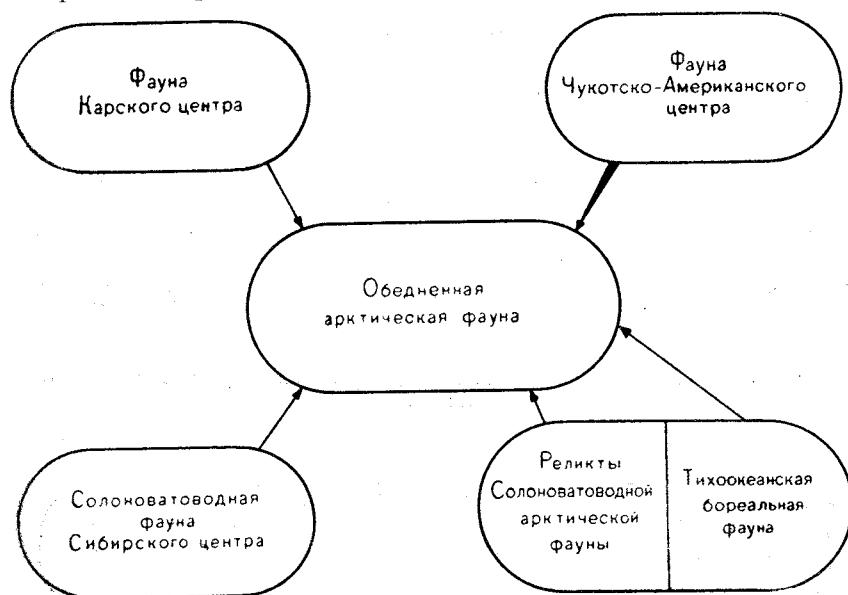 Фауна
Карского центра
Фауна
Чукотско-Американского
центра
Обедненная
арктическая фауна
Солоноватоводная
фауна
Сибирского центра
Реликты
Солоноватоводной
арктической
фауны
Тихоокеанская
бореальная
фауна